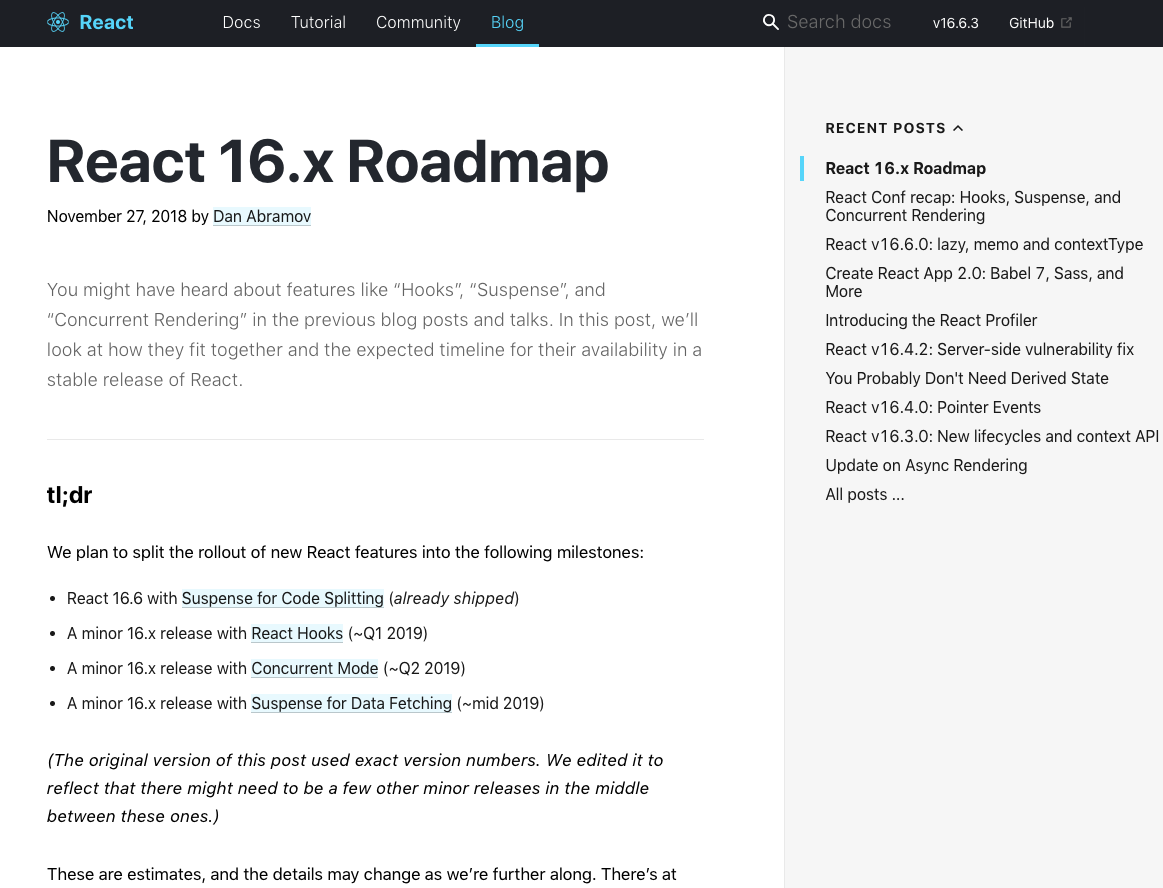 React Docs Tutorial Community Blog Search docs v16.6.3 GitHub
React 16.x Roadmap
November 27, 2018 by Dan Abramov
You might have heard about features like “Hooks”, “Suspense”, and
“Concurrent Rendering” in the previous blog posts and talks. In this post, we’ll
look at how they fit together and the expected timeline for their availability in a
stable release of React.
tl;dr
We plan to split the rollout of new React features into the following milestones:
• React 16.6 with Suspense for Code Splitting (already shipped)
• A minor 16.x release with React Hooks (~Q1 2019)
• A minor 16.x release with Concurrent Mode (~Q2 2019)
• A minor 16.x release with Suspense for Data Fetching (~mid 2019)
(The original version of this post used exact version numbers. We edited it to
reflect that there might need to be a few other minor releases in the middle
between these ones.)
These are estimates, and the details may change as we’re further along. There’s at
RECENT POSTS
React 16.x Roadmap
React Conf recap: Hooks, Suspense, and
Concurrent Rendering
React v16.6.0: lazy, memo and contextType
Create React App 2.0: Babel 7, Sass, and
More
Introducing the React Profiler
React v16.4.2: Server-side vulnerability fix
You Probably Don't Need Derived State
React v16.4.0: Pointer Events
React v16.3.0: New lifecycles and context API
Update on Async Rendering
All posts ...